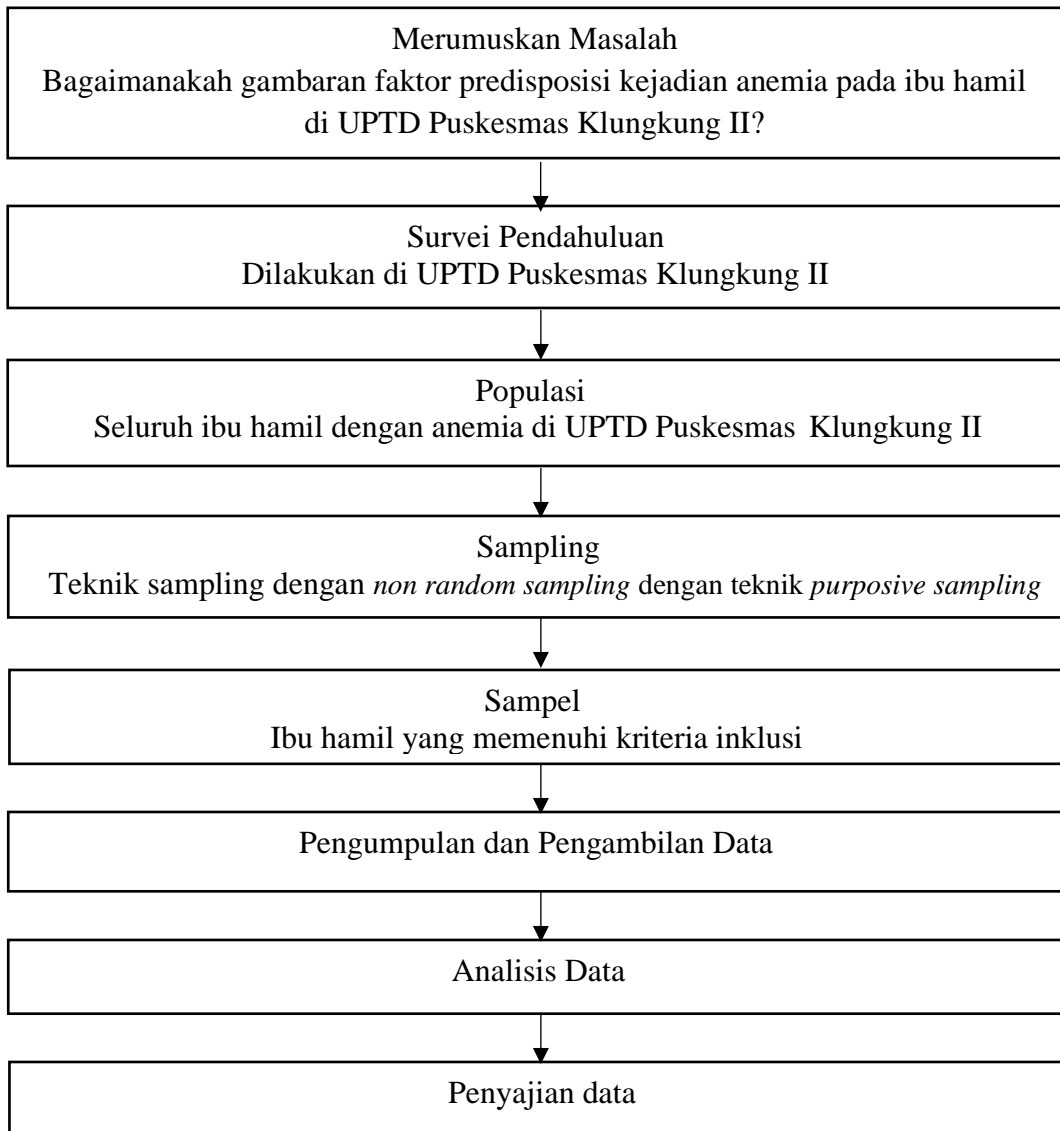 Merumuskan Masalah
Bagaimanakah gambaran faktor predisposisi kejadian anemia pada ibu hamil
di UPTD Puskesmas Klungkung II?
Survei Pendahuluan
Dilakukan di UPTD Puskesmas Klungkung II
Populasi
Seluruh ibu hamil dengan anemia di UPTD Puskesmas Klungkung II
Sampling
Teknik sampling dengan non random sampling dengan teknik purposive sampling
Sampel
Ibu hamil yang memenuhi kriteria inklusi
Pengumpulan dan Pengambilan Data
Analisis Data
Penyajian data